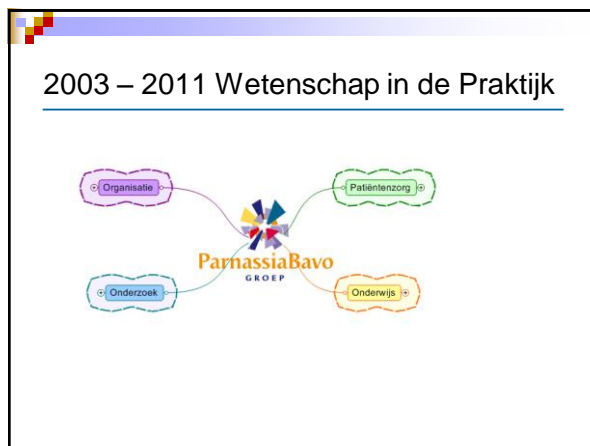 2003 – 2011 Wetenschap in de Praktijk
Organisatie
Patiëntenzorg
ParnassiaBavo
GROEP
Onderzoek
Onderwijs